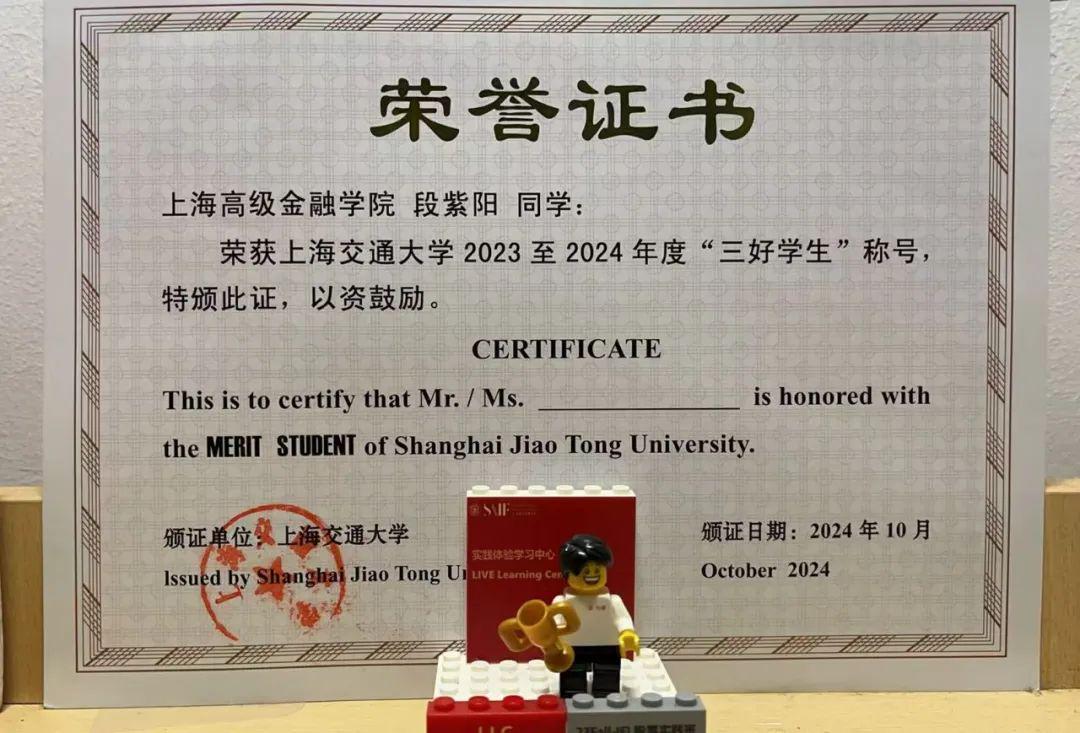 荣誉证书
上海高级金融学院 段紫阳 同学：
荣获上海交通大学 2023 至 2024 年度“三好学生”称号，
特颁此证，以资鼓励。
CERTIFICATE
This is to certify that Mr. / Ms. ______________ is honored with
the MERIT STUDENT of Shanghai Jiao Tong University.
颁证单位：上海交通大学
Issued by Shanghai Jiao Tong
颁证日期：2024 年 10 月
October 2024
SAIF
实践体验学习中心
LIVE Learning